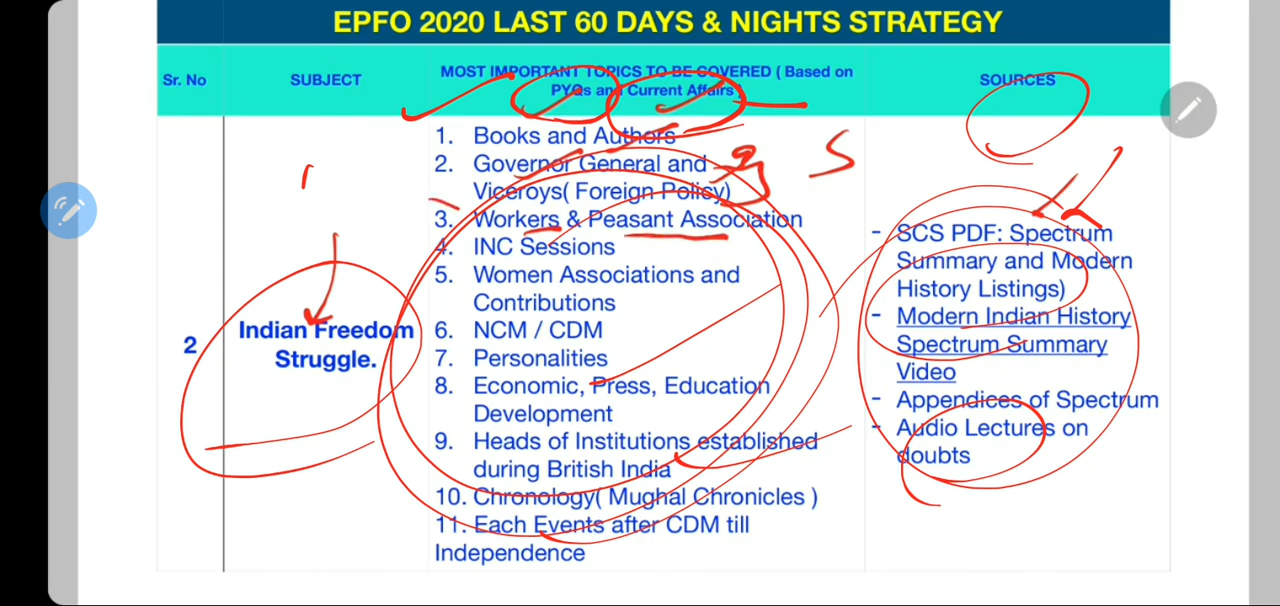 EPFO 2020 LAST 60 DAYS & NIGHTS STRATEGY
Sr. No
SUBJECT
MOST IMPORTANT TOPICS TO BE COVERED ( Based on
PYQs and Current Affairs)
SOURCES
2
Indian Freedom
Struggle.
1. Books and Authors
2. Governor General and
Viceroys( Foreign Policy)
3. Workers & Peasant Association
4. INC Sessions
5. Women Associations and
Contributions
6. NCM / CDM
7. Personalities
8. Economic, Press, Education
Development
9. Heads of Institutions established
during British India
10. Chronology( Mughal Chronicles )
11. Each Events after CDM till
Independence
- SCS PDF: Spectrum
Summary and Modern
History Listings)
- Modern Indian History
Spectrum Summary
Video
- Appendices of Spectrum
- Audio Lectures on
doubts